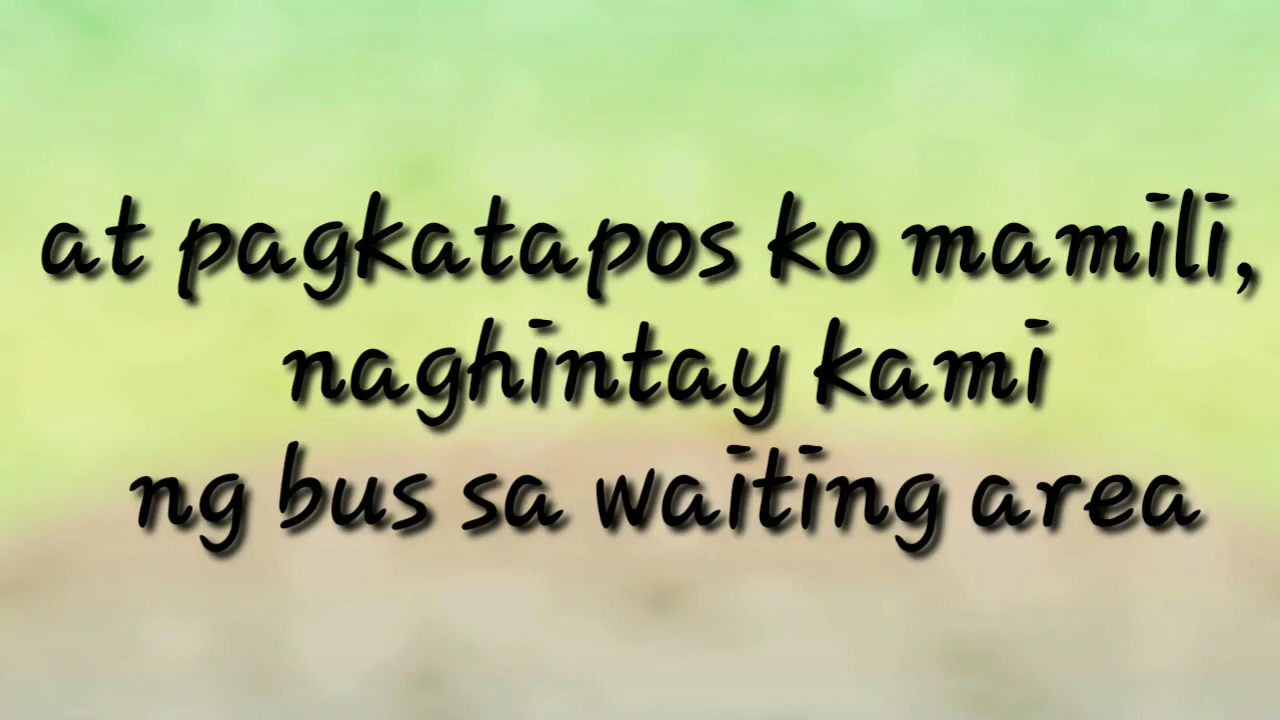 at pagkatapos ko mamili,
naghintay kami
ng bus sa waiting area